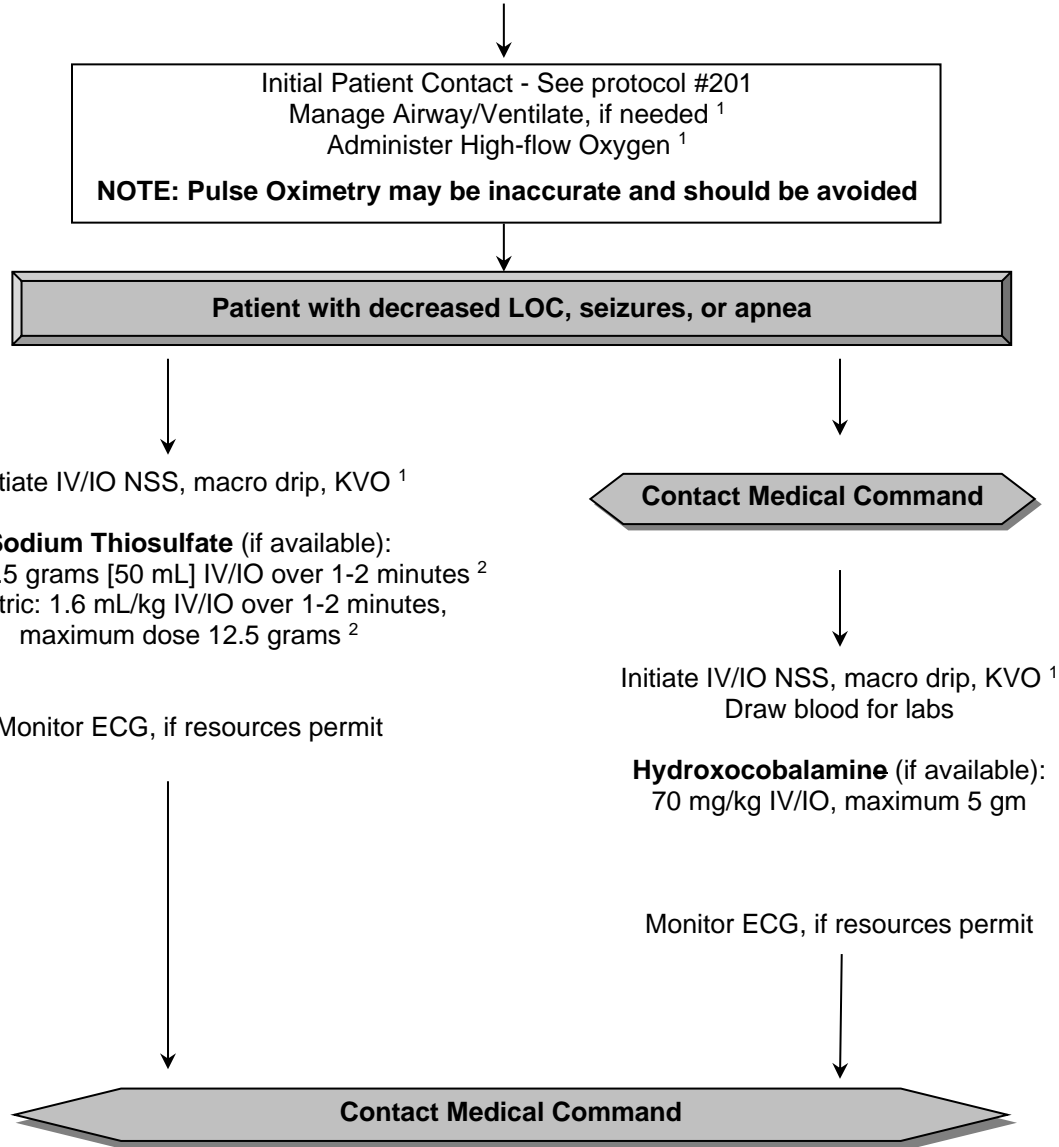 Initial Patient Contact - See protocol #201
Manage Airway/Ventilate, if needed ¹
Administer High-flow Oxygen ¹
NOTE: Pulse Oximetry may be inaccurate and should be avoided
Patient with decreased LOC, seizures, or apnea
tiate IV/IO NSS, macro drip, KVO ¹
Sodium Thiosulfate (if available):
.5 grams [50 mL] IV/IO over 1-2 minutes ²
tric: 1.6 mL/kg IV/IO over 1-2 minutes,
maximum dose 12.5 grams ²
Monitor ECG, if resources permit
Contact Medical Command
Initiate IV/IO NSS, macro drip, KVO ¹
Draw blood for labs
Hydroxocobalamine (if available):
70 mg/kg IV/IO, maximum 5 gm
Monitor ECG, if resources permit
Contact Medical Command